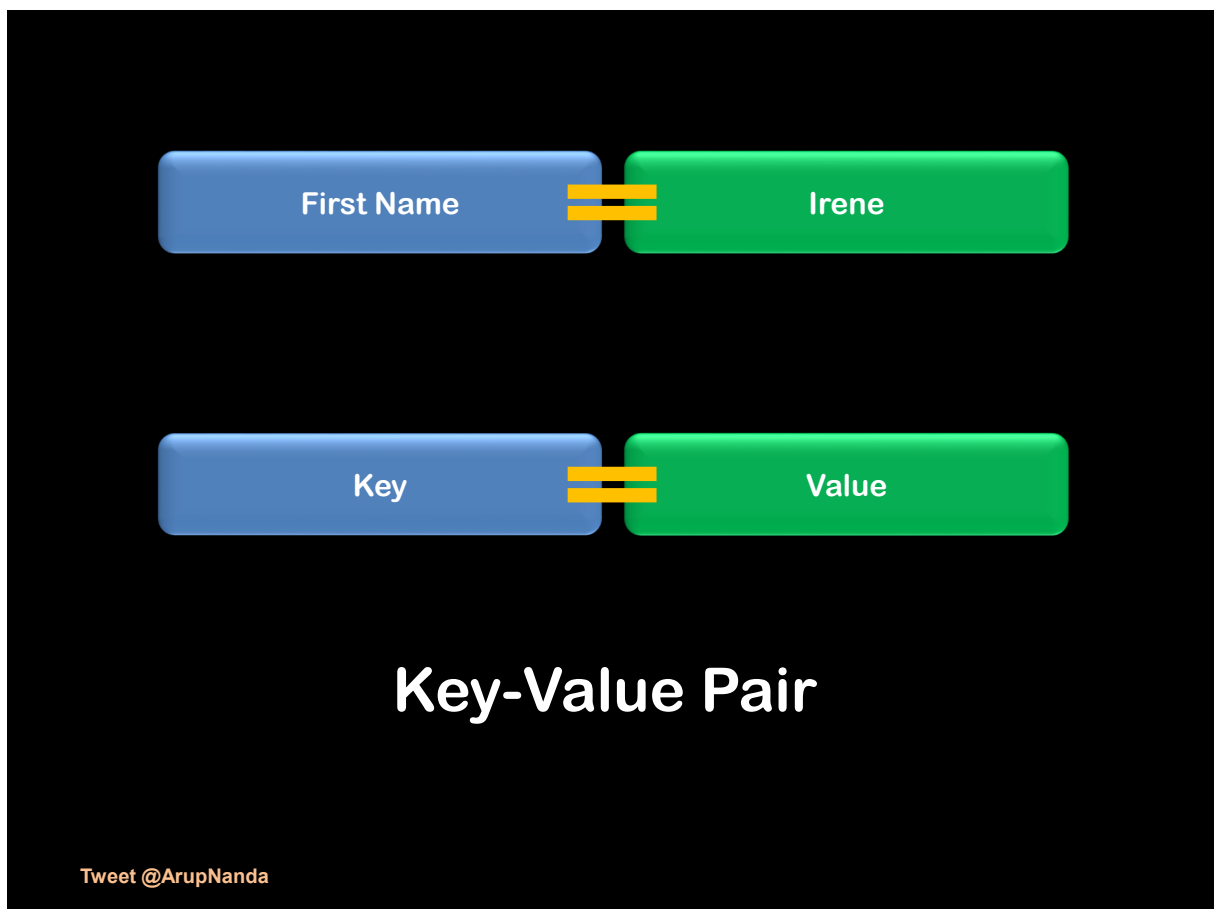 First Name = Irene
Key = Value
Key-Value Pair
Tweet @ArupNanda